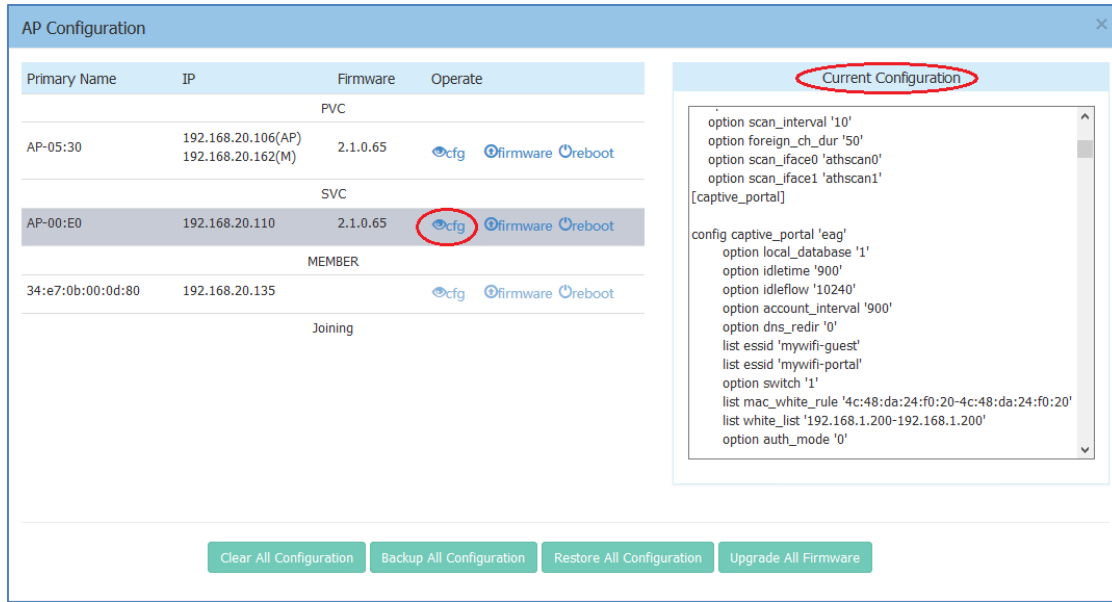 AP Configuration
×
Primary Name IP Firmware Operate
PVC
AP-05:30 192.168.20.106(AP) 2.1.0.65 cfg firmware reboot
192.168.20.162(M)
SVC
AP-00:E0 192.168.20.110 2.1.0.65 cfg firmware reboot
MEMBER
34:e7:0b:00:0d:80 192.168.20.135 cfg firmware reboot
Joining
Current Configuration
option scan_interval '10'
option foreign_ch_dur '50'
option scan_iface0 'athscan0'
option scan_iface1 'athscan1'
[captive_portal]
config captive_portal 'eag'
option local_database '1'
option idletime '900'
option idleflow '10240'
option account_interval '900'
option dns_redir '0'
list essid 'mywifi-guest'
list essid 'mywifi-portal'
option switch '1'
list mac_white_rule '4c:48:da:24:f0:20-4c:48:da:24:f0:20'
list white_list '192.168.1.200-192.168.1.200'
option auth_mode '0'
Clear All Configuration Backup All Configuration Restore All Configuration Upgrade All Firmware